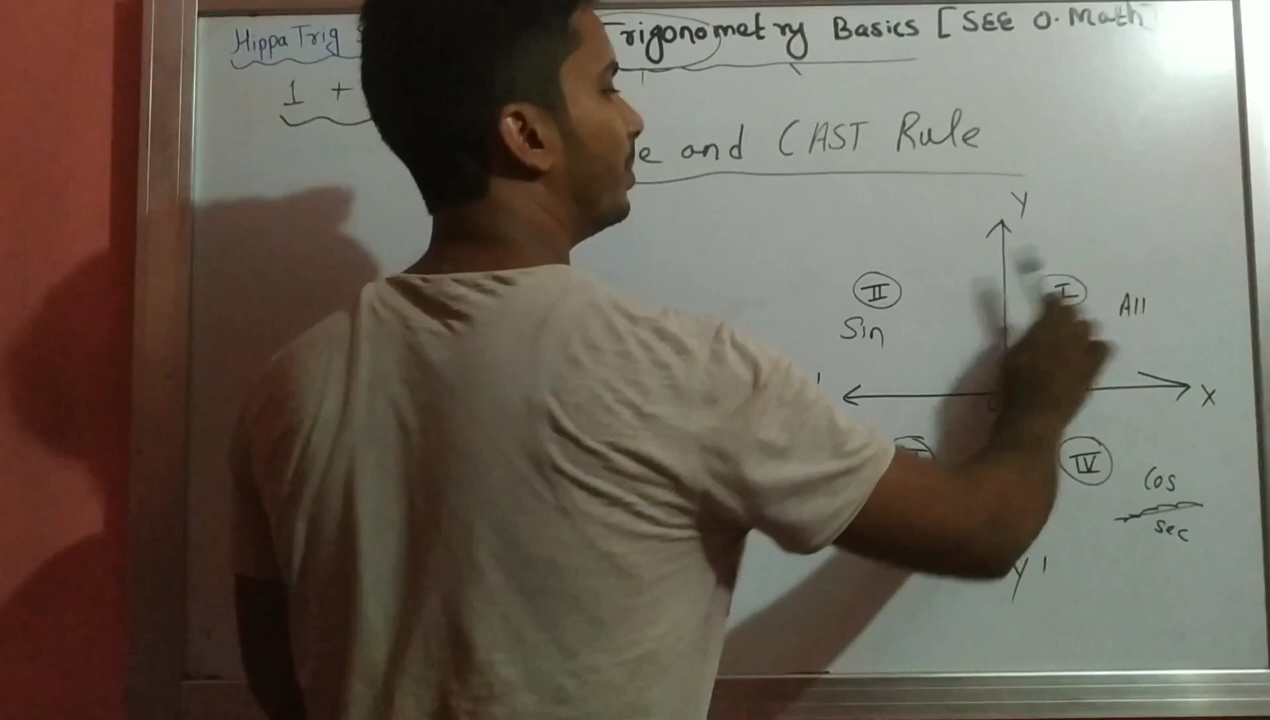 Hippa Trig Trigonometry Basics [SEE O.Math
1 +
and CAST Rule
Y
II I
Sin All
X
IV
Cos
Sec
Y'